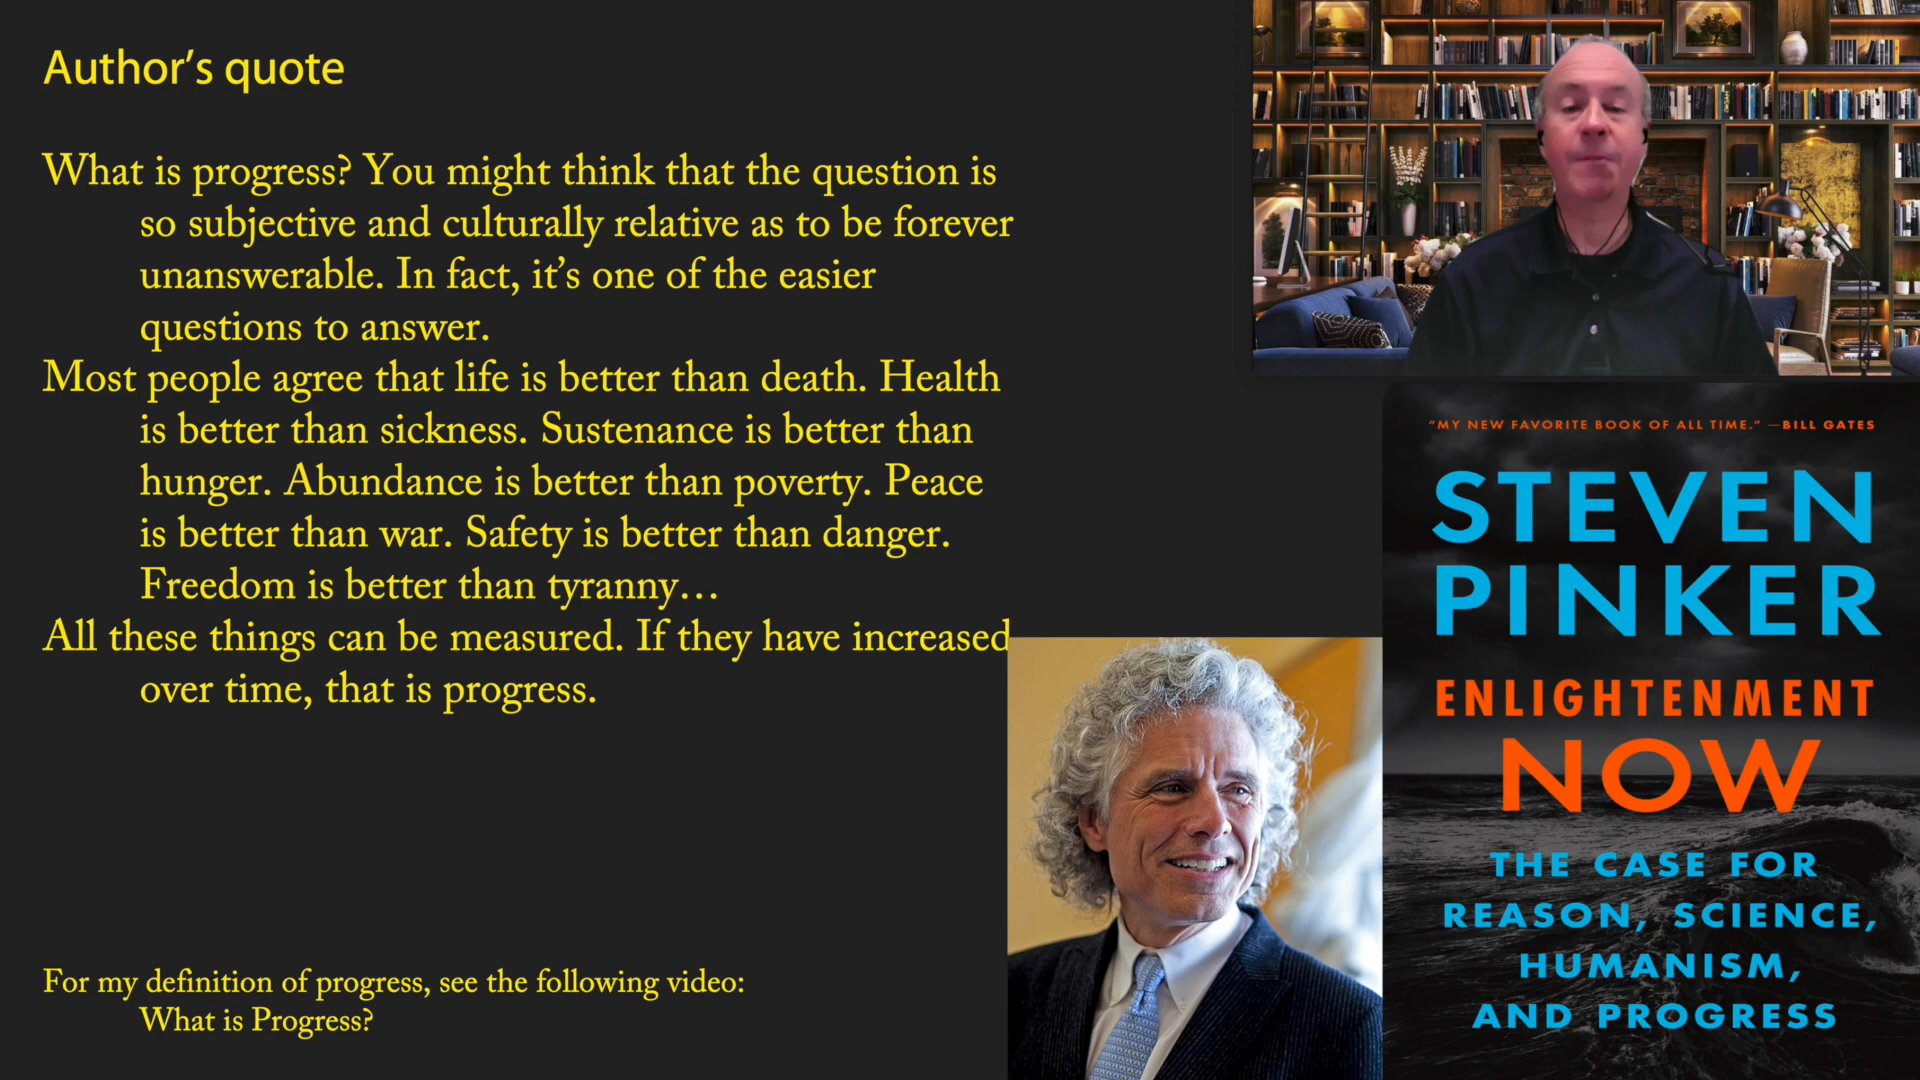 Author’s quote
What is progress? You might think that the question is
so subjective and culturally relative as to be forever
unanswerable. In fact, it’s one of the easier
questions to answer.
Most people agree that life is better than death. Health
is better than sickness. Sustenance is better than
hunger. Abundance is better than poverty. Peace
is better than war. Safety is better than danger.
Freedom is better than tyranny…
All these things can be measured. If they have increased
over time, that is progress.
For my definition of progress, see the following video:
What is Progress?
“MY NEW FAVORITE BOOK OF ALL TIME.” —BILL GATES
STEVEN
PINKER
ENLIGHTENMENT
NOW
THE CASE FOR
REASON, SCIENCE,
HUMANISM,
AND PROGRESS